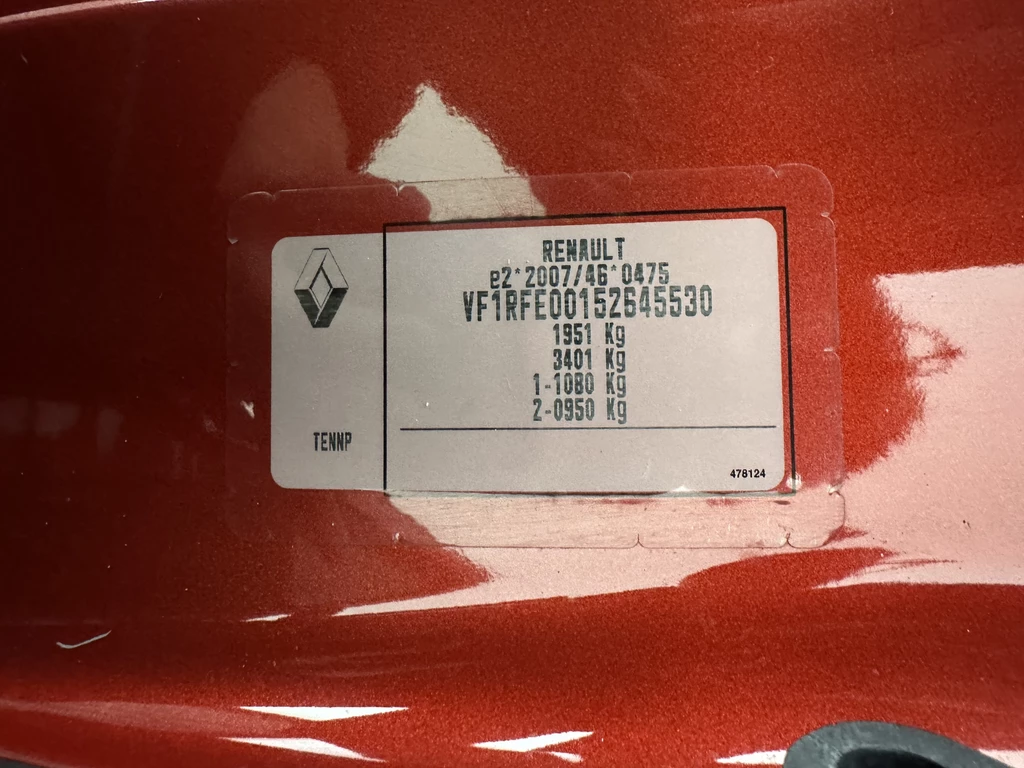 RENAULT
e2*2007/46*0475
VF1RFE00152645530
1951 Kg
3401 Kg
1-1080 Kg
2-0950 Kg
TENNP
478124